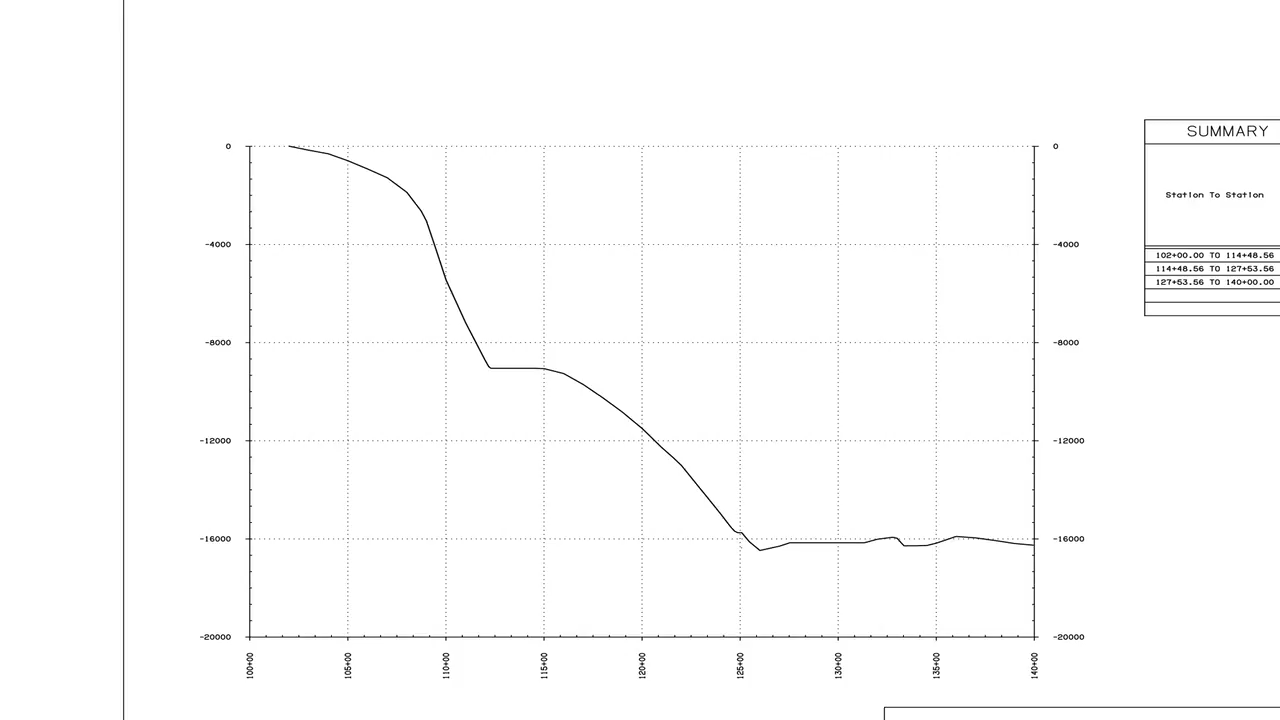 SUMMARY
Station To Station
102+00.00 TO 114+48.56
114+48.56 TO 127+53.56
127+53.56 TO 140+00.00
0 0
-4000 -4000
-8000 -8000
-12000 -12000
-16000 -16000
-20000 -20000
100+00 105+00 110+00 115+00 120+00 125+00 130+00 135+00 140+00